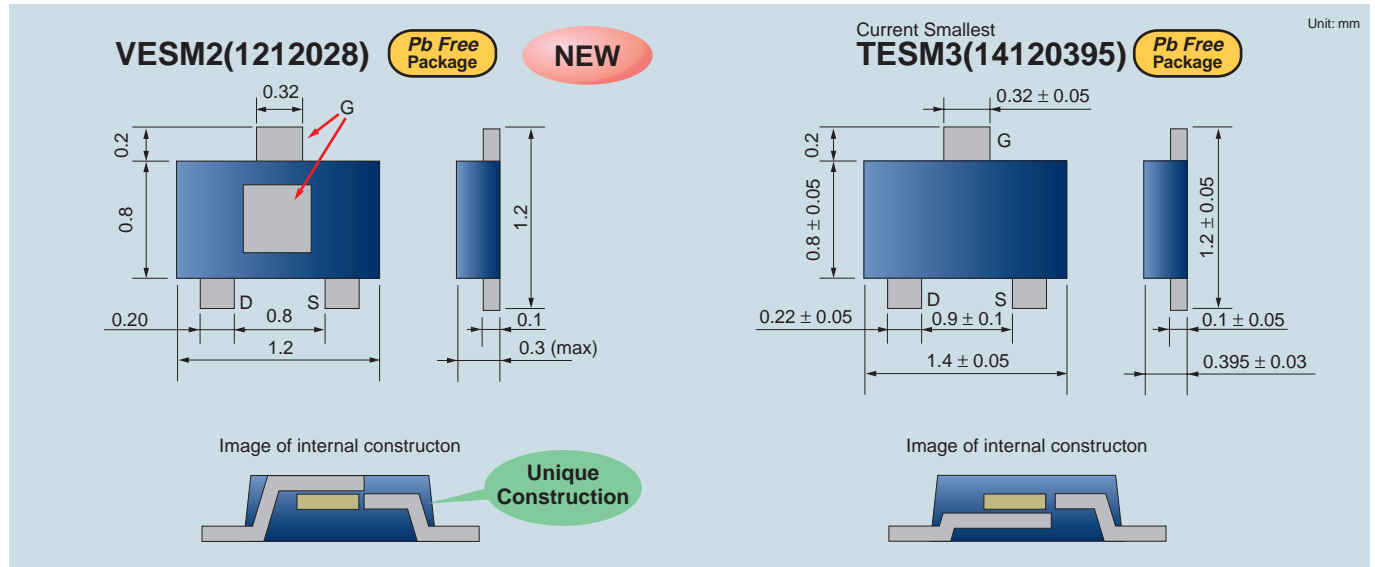 Unit: mm
VESM2(1212028)
Pb Free
Package
NEW
0.32
G
0.2
0.8
1.2
D
S
0.20
0.8
0.1
1.2
0.3 (max)
Image of internal constructon
Unique
Construction
Current Smallest
TESM3(14120395)
Pb Free
Package
0.32 ± 0.05
G
0.2
0.8 ± 0.05
1.2 ± 0.05
D
S
0.22 ± 0.05
0.9 ± 0.1
0.1 ± 0.05
1.4 ± 0.05
0.395 ± 0.03
Image of internal constructon